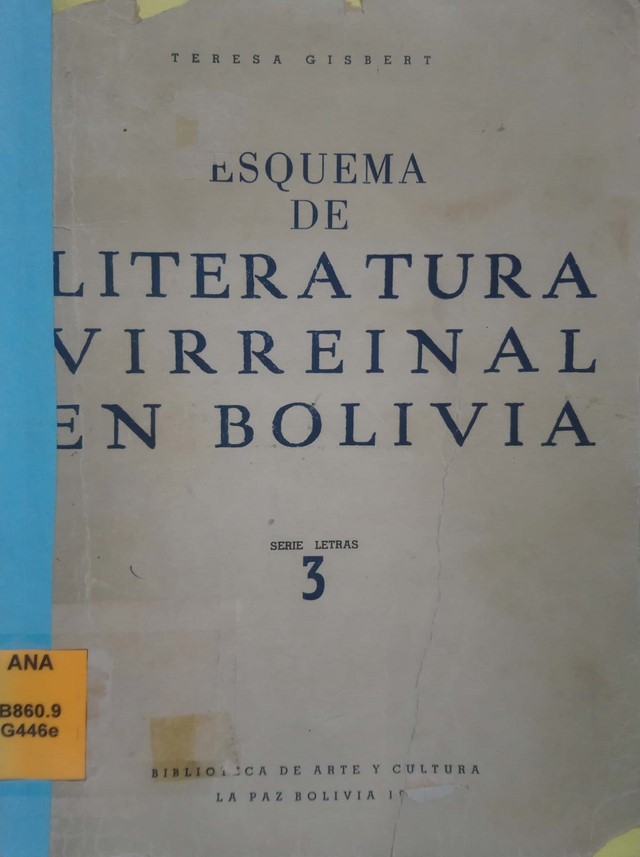 TERESA GISBERT
ESQUEMA
DE
LITERATURA
VIRREINAL
EN BOLIVIA
SERIE LETRAS
3
ANA
B860.9
G446e
BIBLIOTECA DE ARTE Y CULTURA
LA PAZ BOLIVIA